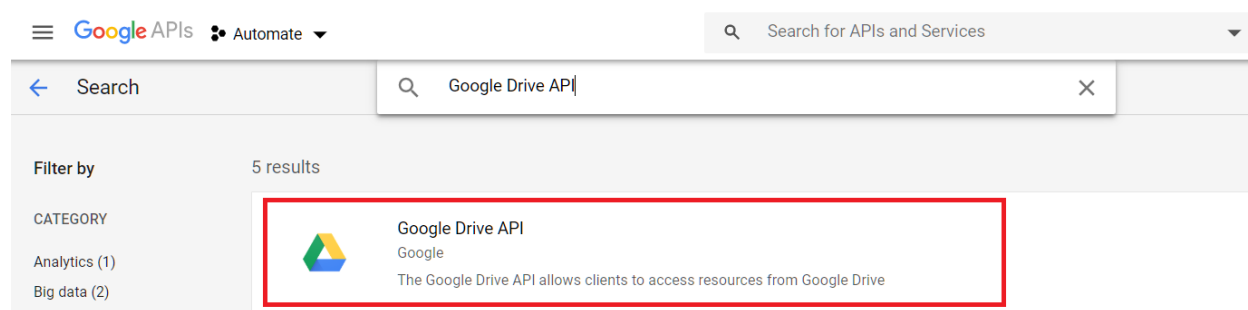 Google APIs Automate Search for APIs and Services
Search Google Drive API
Filter by 5 results
CATEGORY
Google Drive API
Google
The Google Drive API allows clients to access resources from Google Drive
Analytics (1)
Big data (2)